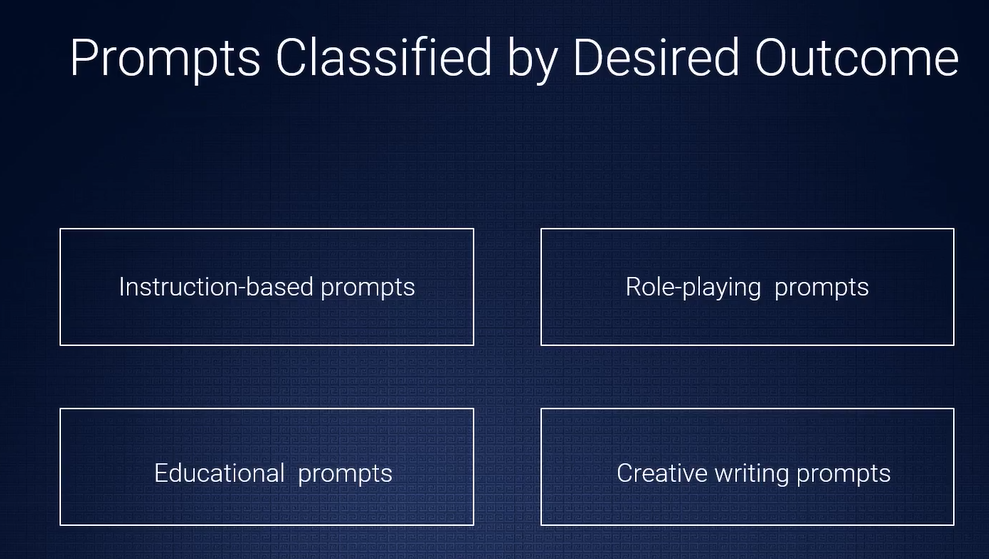 Prompts Classified by Desired Outcome
Instruction-based prompts
Role-playing prompts
Educational prompts
Creative writing prompts